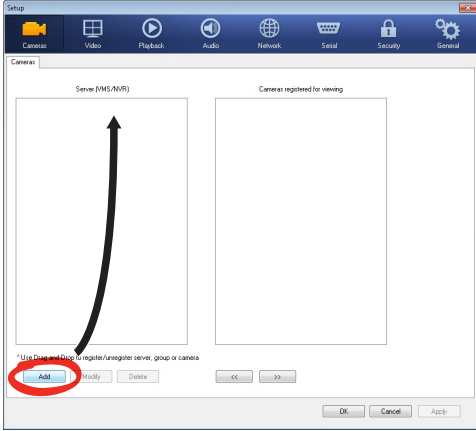 Setup
Cameras Video Playback Audio Network Serial Security General
Cameras
Server (VMS/NVR) Cameras registered for viewing
* Use Drag and Drop to register/unregister server, group or camera
Add Modify Delete << >>
OK Cancel Apply